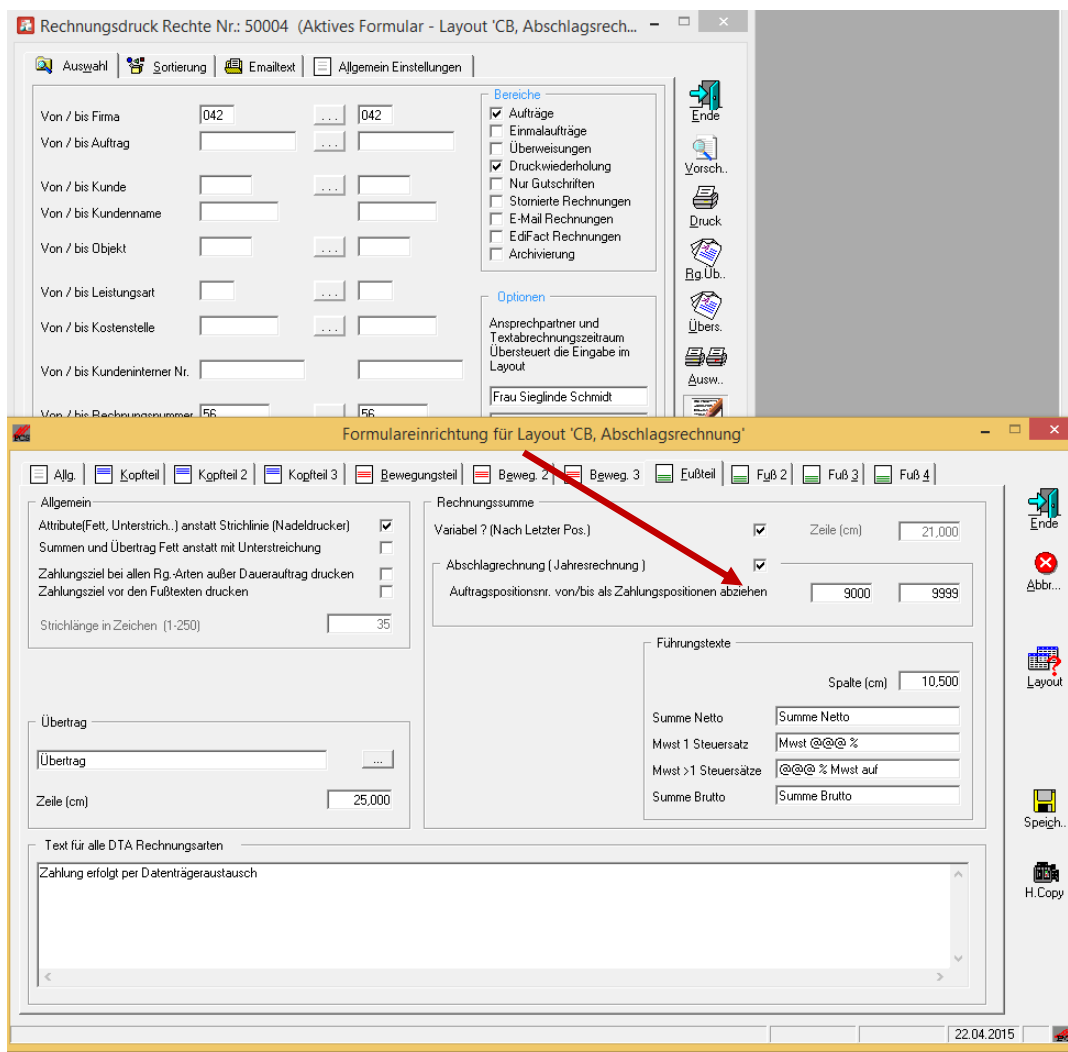 Rechnungsdruck Rechte Nr.: 50004 (Aktives Formular - Layout 'CB, Abschlagsrech...
Auswahl Sortierung Emailtext Allgemein Einstellungen
Von / bis Firma 042 ... 042
Von / bis Auftrag ...
Von / bis Kunde ...
Von / bis Kundenname
Von / bis Objekt ...
Von / bis Leistungsart ...
Von / bis Kostenstelle ...
Von / bis Kundeninterner Nr.
Von / bis Rechnungsnummer 56 56
Bereiche
Aufträge
Einmalaufträge
Überweisungen
Druckwiederholung
Nur Gutschriften
Stornierte Rechnungen
E-Mail Rechnungen
EdiFact Rechnungen
Archivierung
Optionen
Ansprechpartner und
Textabrechnungszeitraum
Übersteuert die Eingabe im
Layout
Frau Sieglinde Schmidt
Ende
Vorsch..
Druck
Rg.Üb..
Übers.
Ausw..
Formulareinrichtung für Layout 'CB, Abschlagsrechnung'
Allg. Kopfteil Kopfteil 2 Kopfteil 3 Bewegungsteil Beweg. 2 Beweg. 3 Fußteil Fuß 2 Fuß 3 Fuß 4
Allgemein
Attribute(Fett, Unterstrich..) anstatt Strichlinie (Nadeldrucker)
Summen und Übertrag Fett anstatt mit Unterstreichung
Zahlungsziel bei allen Rg.-Arten außer Dauerauftrag drucken
Zahlungsziel vor den Fußtexten drucken
Strichlänge in Zeichen (1-250) 35
Übertrag
Übertrag ...
Zeile (cm) 25,000
Rechnungssumme
Variabel ? (Nach Letzter Pos.) Zeile (cm) 21,000
Abschlagrechnung ( Jahresrechnung )
Auftragspositionsnr. von/bis als Zahlungspositionen abziehen 9000 9999
Führungstexte
Spalte (cm) 10,500
Summe Netto Summe Netto
Mwst 1 Steuersatz Mwst @@@ %
Mwst >1 Steuersätze @@@ % Mwst auf
Summe Brutto Summe Brutto
Text für alle DTA Rechnungsarten
Zahlung erfolgt per Datenträgeraustausch
Ende
Abbr...
Layout
Speich..
H.Copy
22.04.2015